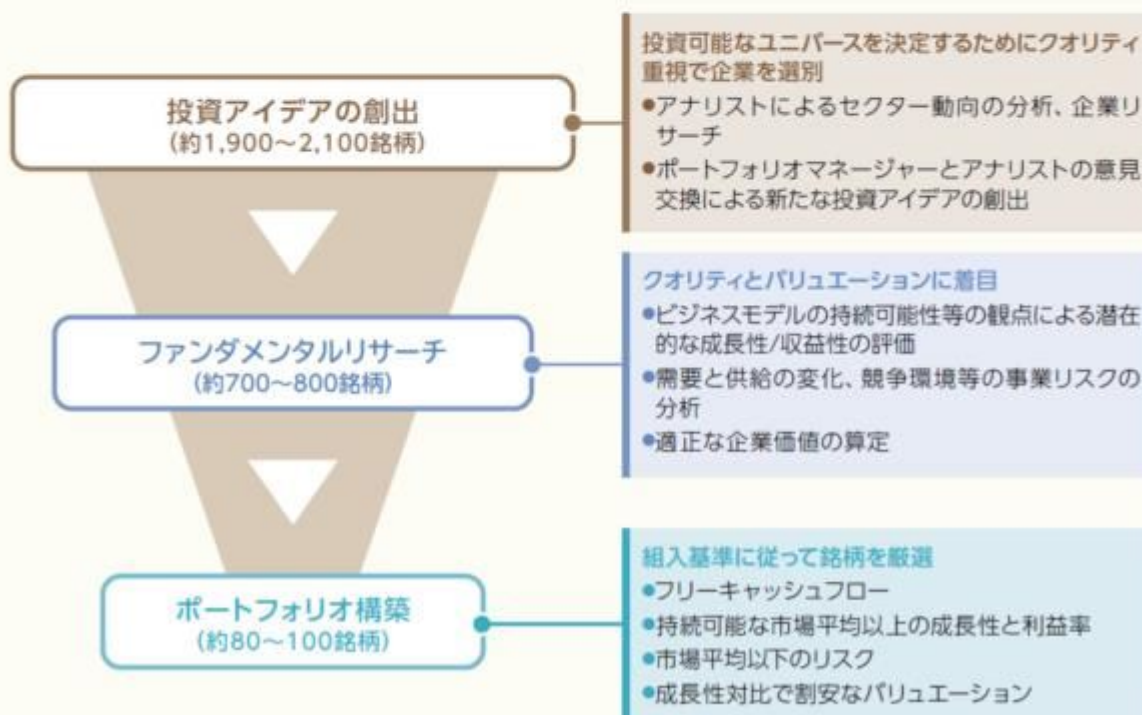 投資アイデアの創出
(約1,900〜2,100銘柄)
投資可能なユニバースを決定するためにクオリティ
重視で企業を選別
●アナリストによるセクター動向の分析、企業リ
サーチ
●ポートフォリオマネージャーとアナリストの意見
交換による新たな投資アイデアの創出
ファンダメンタルリサーチ
(約700〜800銘柄)
クオリティとバリュエーションに着目
●ビジネスモデルの持続可能性等の観点による潜在
的な成長性/収益性の評価
●需要と供給の変化、競争環境等の事業リスクの
分析
●適正な企業価値の算定
ポートフォリオ構築
(約80〜100銘柄)
組入基準に従って銘柄を厳選
●フリーキャッシュフロー
●持続可能な市場平均以上の成長性と利益率
●市場平均以下のリスク
●成長性対比で割安なバリュエーション